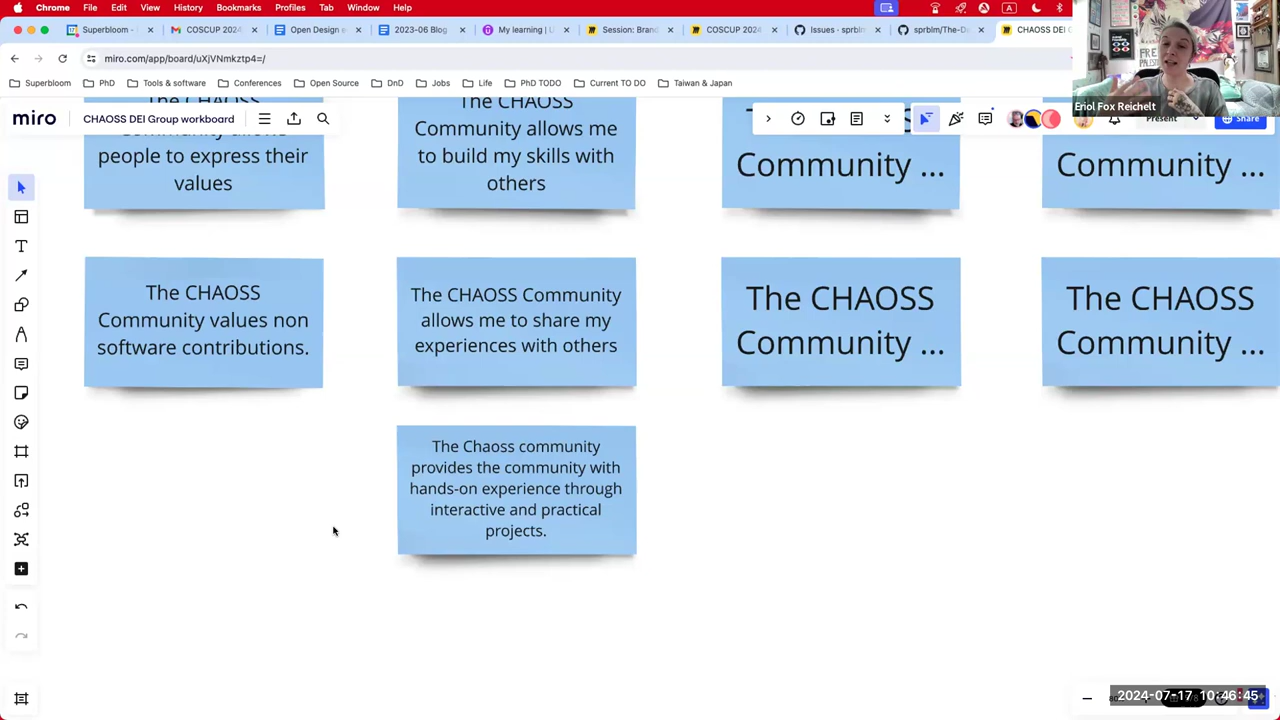 Chrome File Edit View History Bookmarks Profiles Tab Window Help
Superbloom - COSCUP 2024 Open Design e 2023-06 Blog My learning | U Session: Branc COSCUP 2024 Issues · sprblm sprblm/The-De CHAOSS DEI G
miro.com/app/board/uXjVNmkztp4=/
Superbloom PhD Tools & software Conferences Open Source DnD Jobs Life PhD TODO Current TO DO Taiwan & Japan
Eriol Fox Reichelt
miro CHAOSS DEI Group workboard Present Share
The CHAOSS
Community allows
people to express their
values
The CHAOSS
Community allows me
to build my skills with
others
Community ...
Community ...
The CHAOSS
Community values non
software contributions.
The CHAOSS Community
allows me to share my
experiences with others
The CHAOSS
Community ...
The CHAOSS
Community ...
The Chaoss community
provides the community with
hands-on experience through
interactive and practical
projects.
2024-07-17 10:46:45